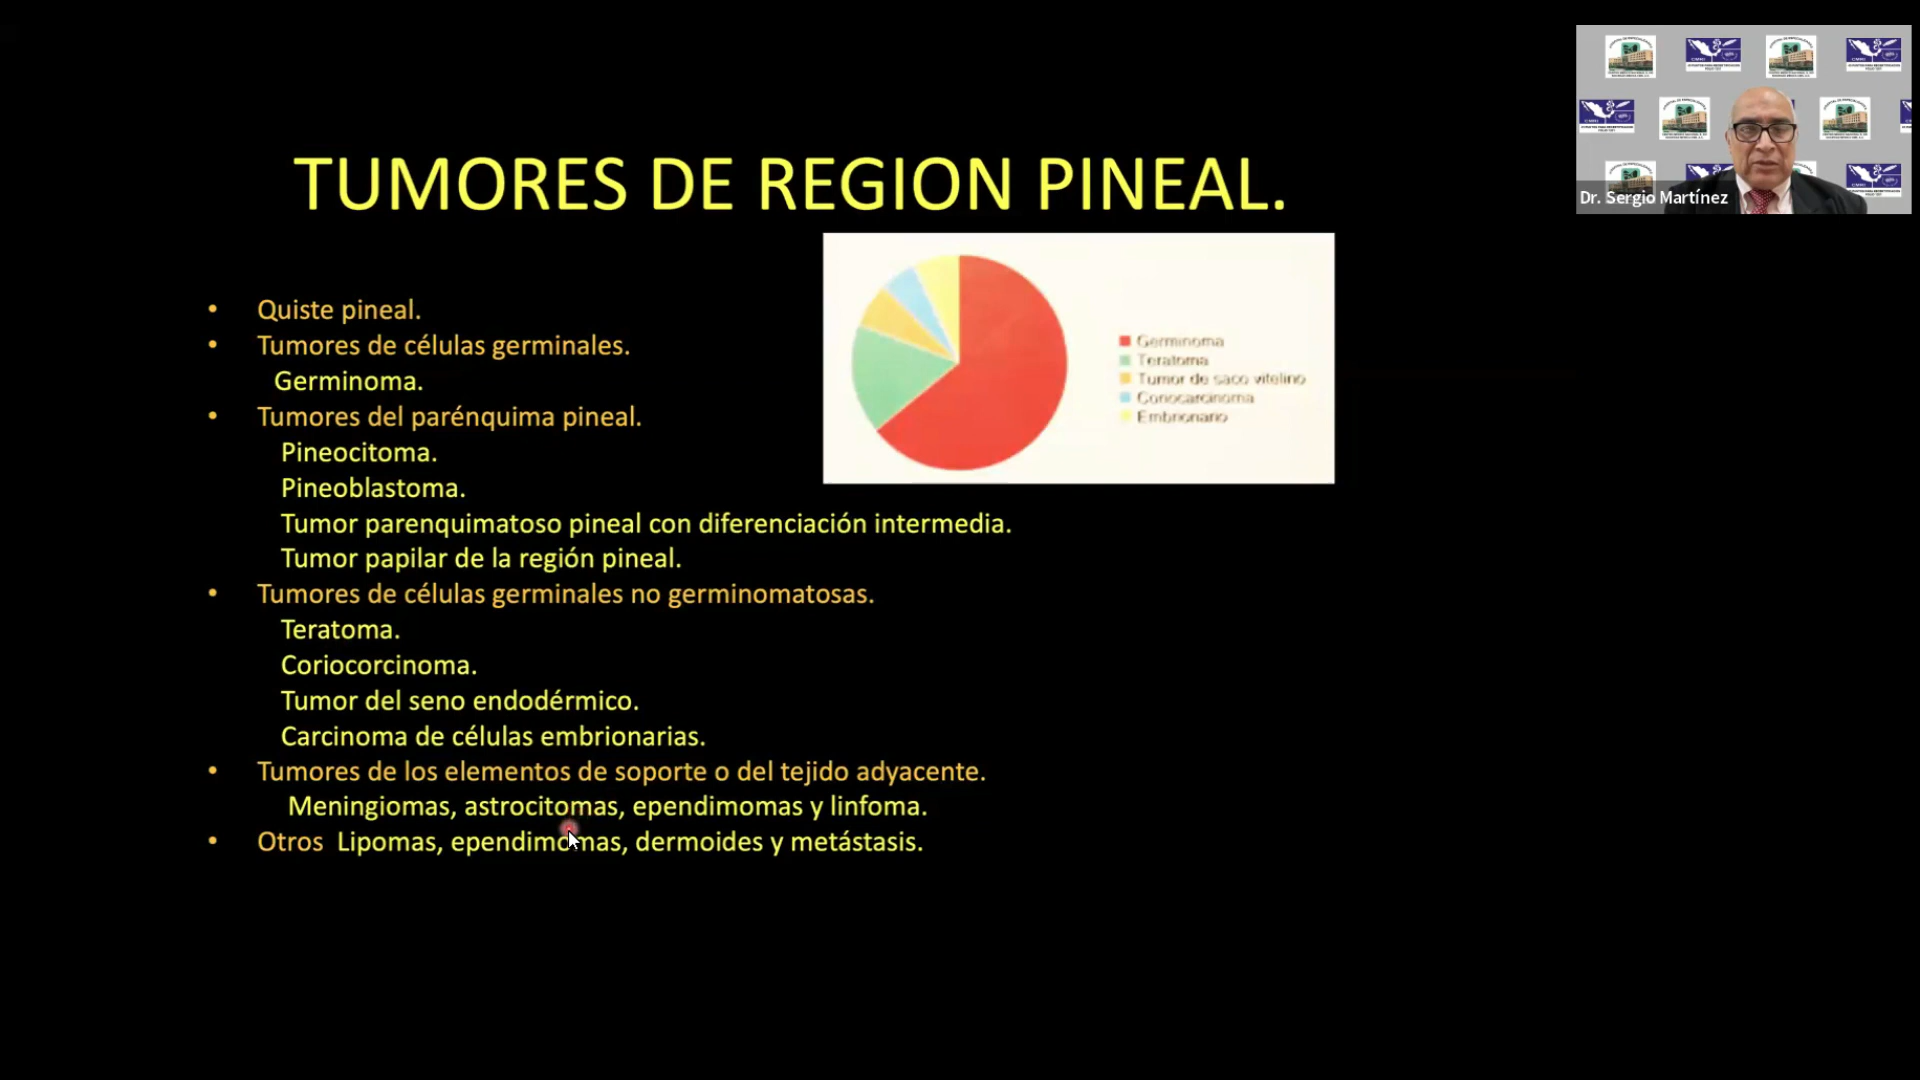 Dr. Sergio Martínez
TUMORES DE REGION PINEAL.
• Quiste pineal.
• Tumores de células germinales.
Germinoma.
• Tumores del parénquima pineal.
Pineocitoma.
Pineoblastoma.
Tumor parenquimatoso pineal con diferenciación intermedia.
Tumor papilar de la región pineal.
• Tumores de células germinales no germinomatosas.
Teratoma.
Coriocorcinoma.
Tumor del seno endodérmico.
Carcinoma de células embrionarias.
• Tumores de los elementos de soporte o del tejido adyacente.
Meningiomas, astrocitomas, ependimomas y linfoma.
• Otros Lipomas, ependimomas, dermoides y metástasis.
Germinoma
Teratoma
Tumor de saco vitelino
Coriocarcinoma
Embrionario
CMRI